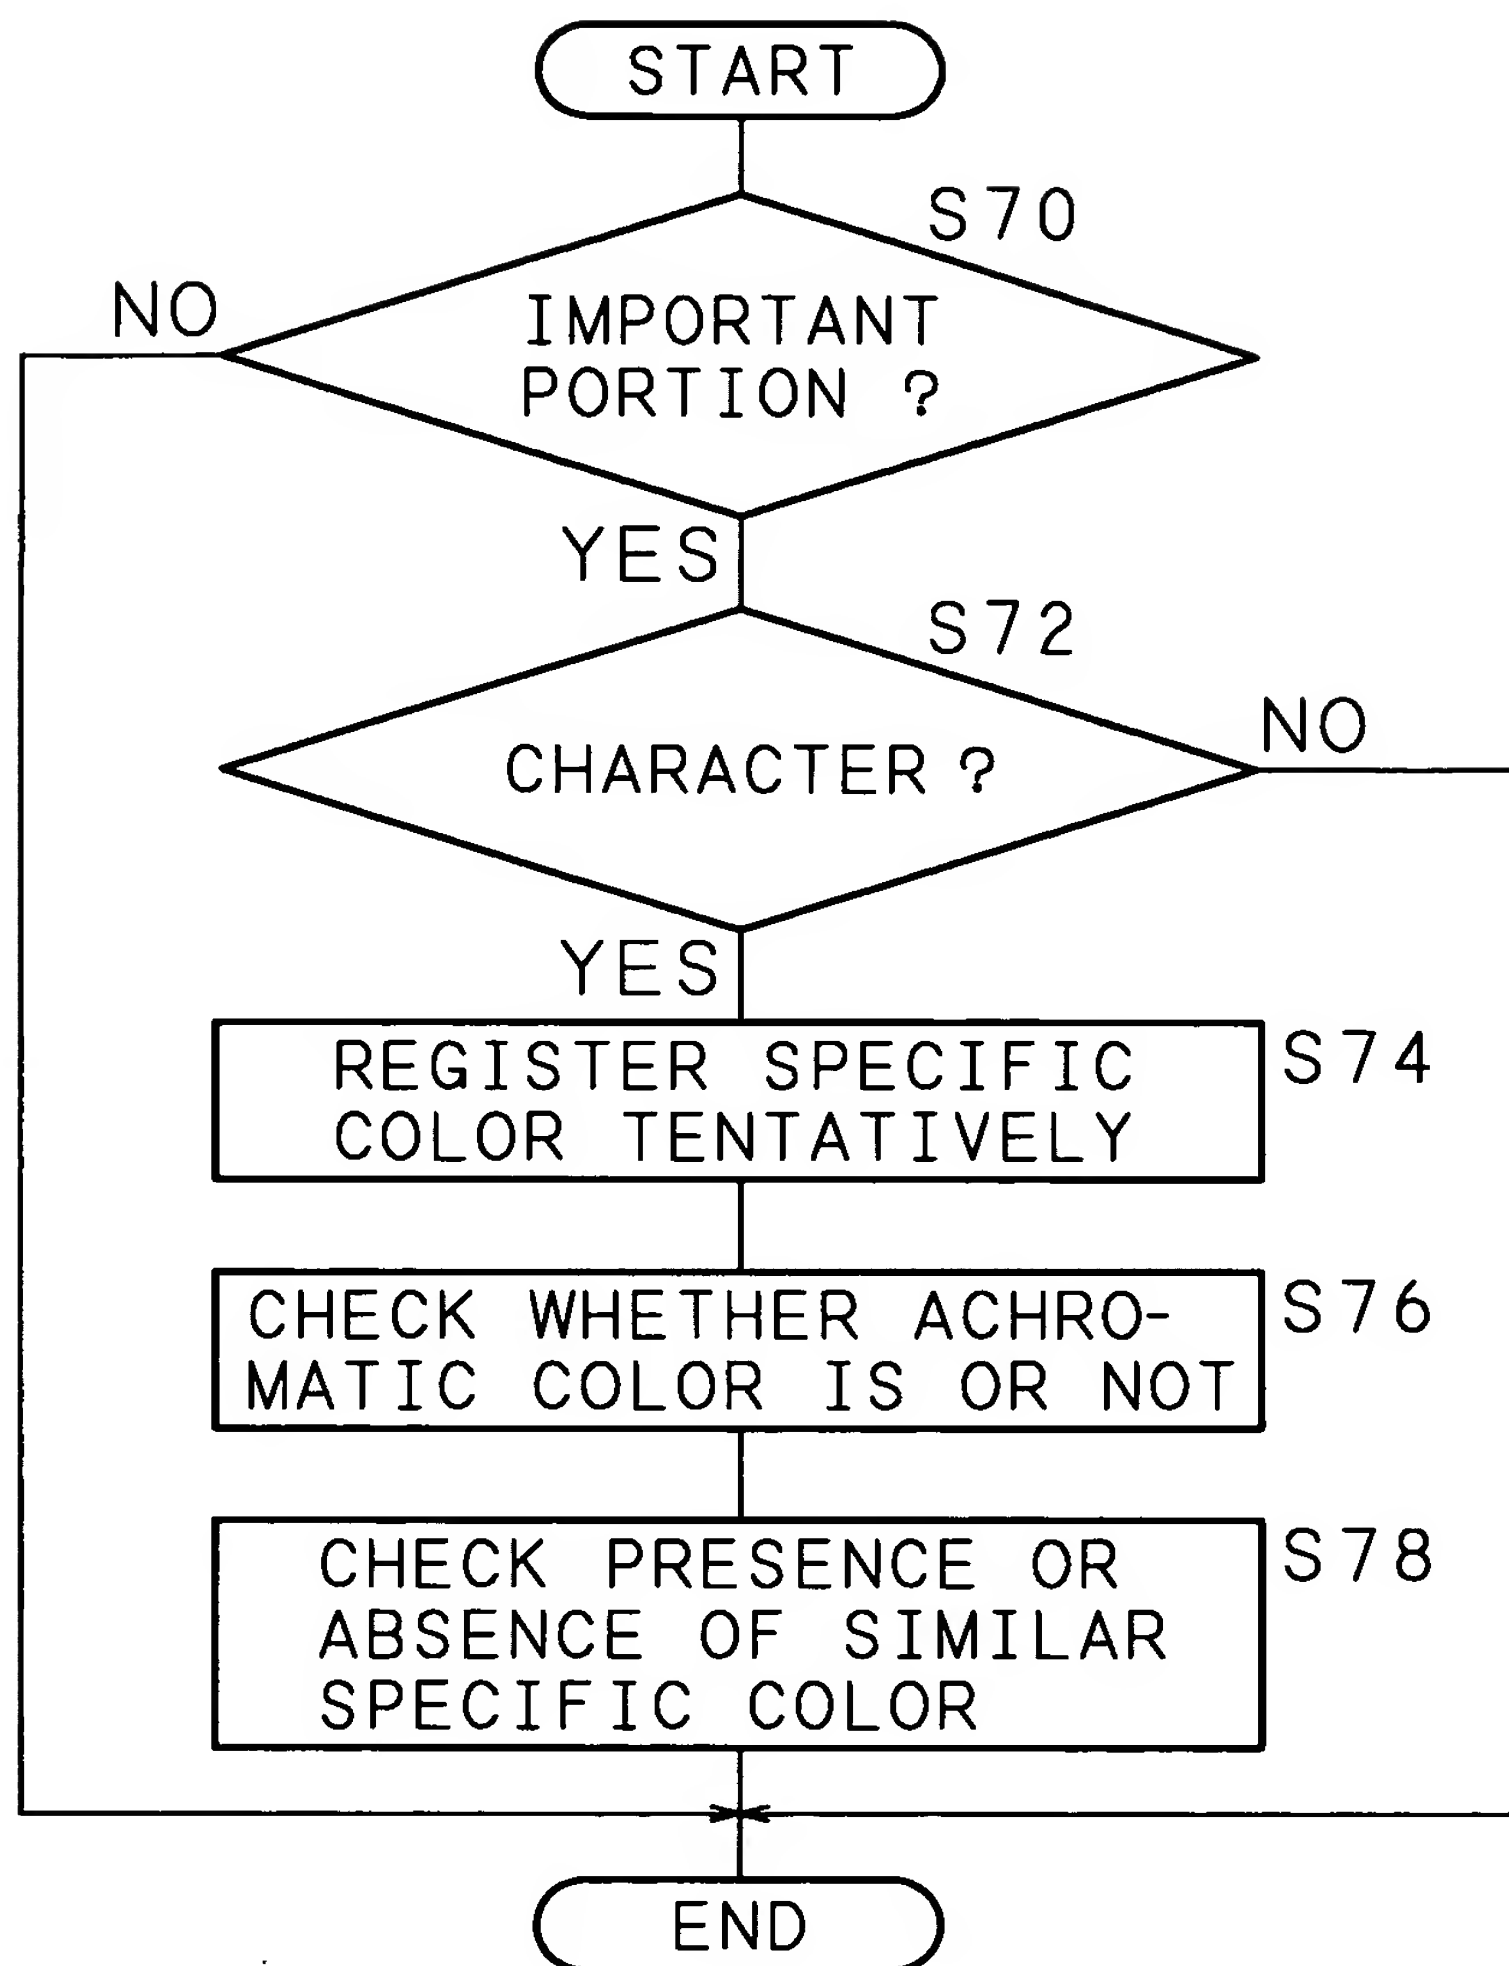 START
S70
NO
IMPORTANT
PORTION ?
YES
S72
NO
CHARACTER ?
YES
REGISTER SPECIFIC
COLOR TENTATIVELY
S74
CHECK WHETHER ACHRO-
MATIC COLOR IS OR NOT
S76
CHECK PRESENCE OR
ABSENCE OF SIMILAR
SPECIFIC COLOR
S78
END